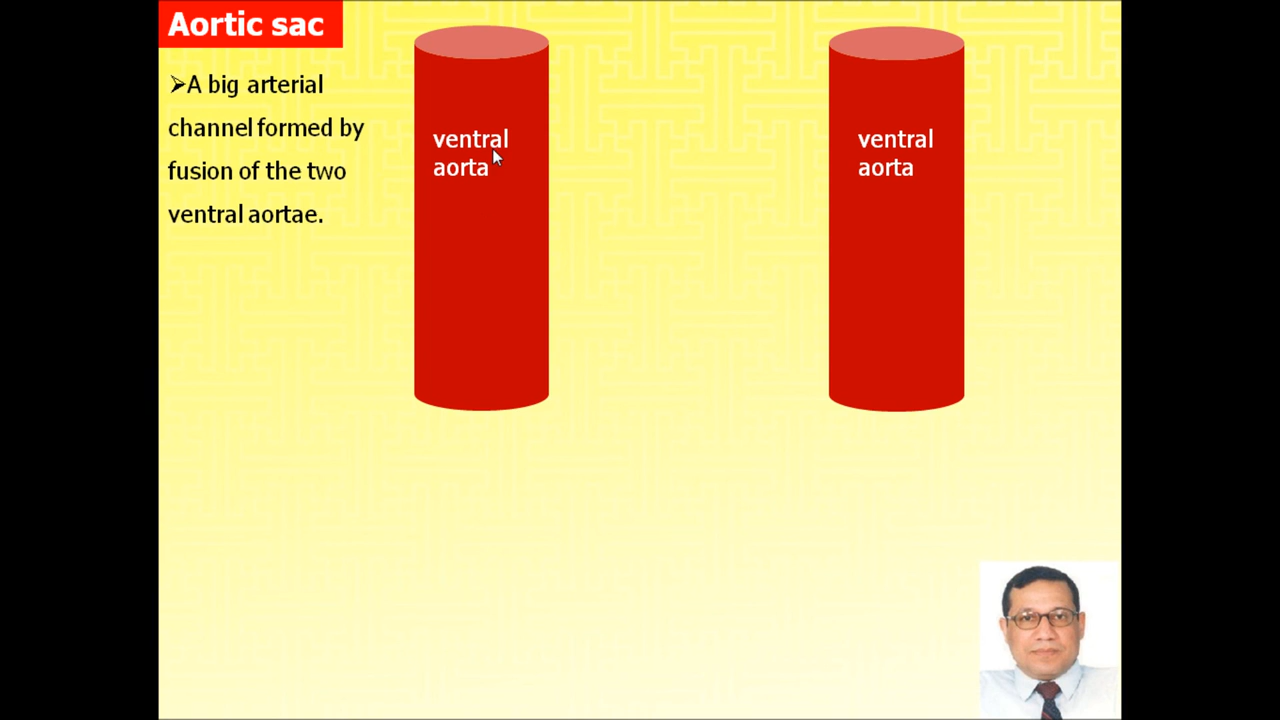 Aortic sac
➢A big arterial
channel formed by
fusion of the two
ventral aortae.
ventral
aorta
ventral
aorta